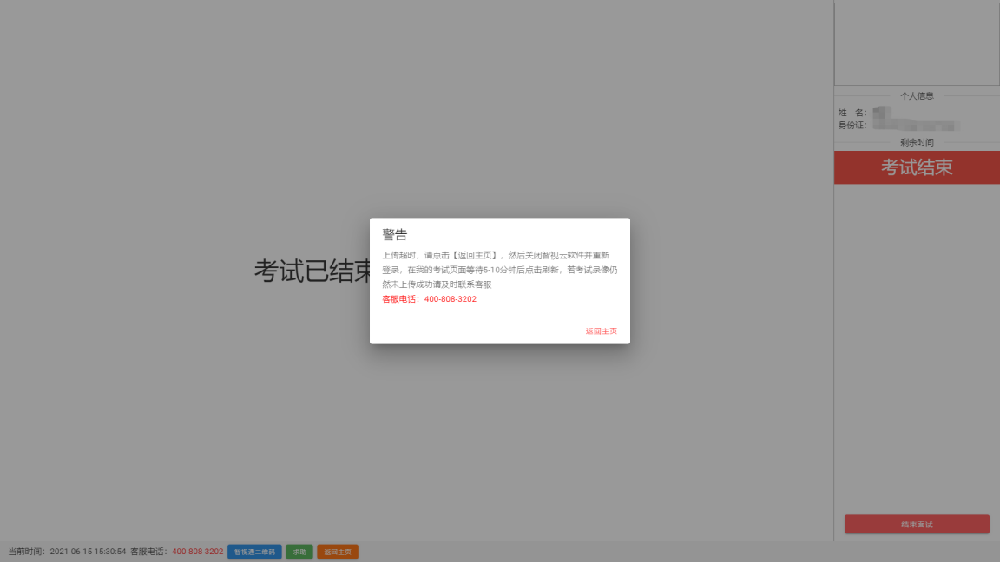 个人信息
姓 名：
身份证：
剩余时间
考试结束
考试已结束
警告
上传超时，请点击【返回主页】，然后关闭智视云软件并重新
登录，在我的考试页面等待5-10分钟后点击刷新，若考试录像仍
然未上传成功请及时联系客服
客服电话：400-808-3202
返回主页
结束面试
当前时间：2021-06-15 15:30:54 客服电话：400-808-3202 智视通二维码 求助 返回主页